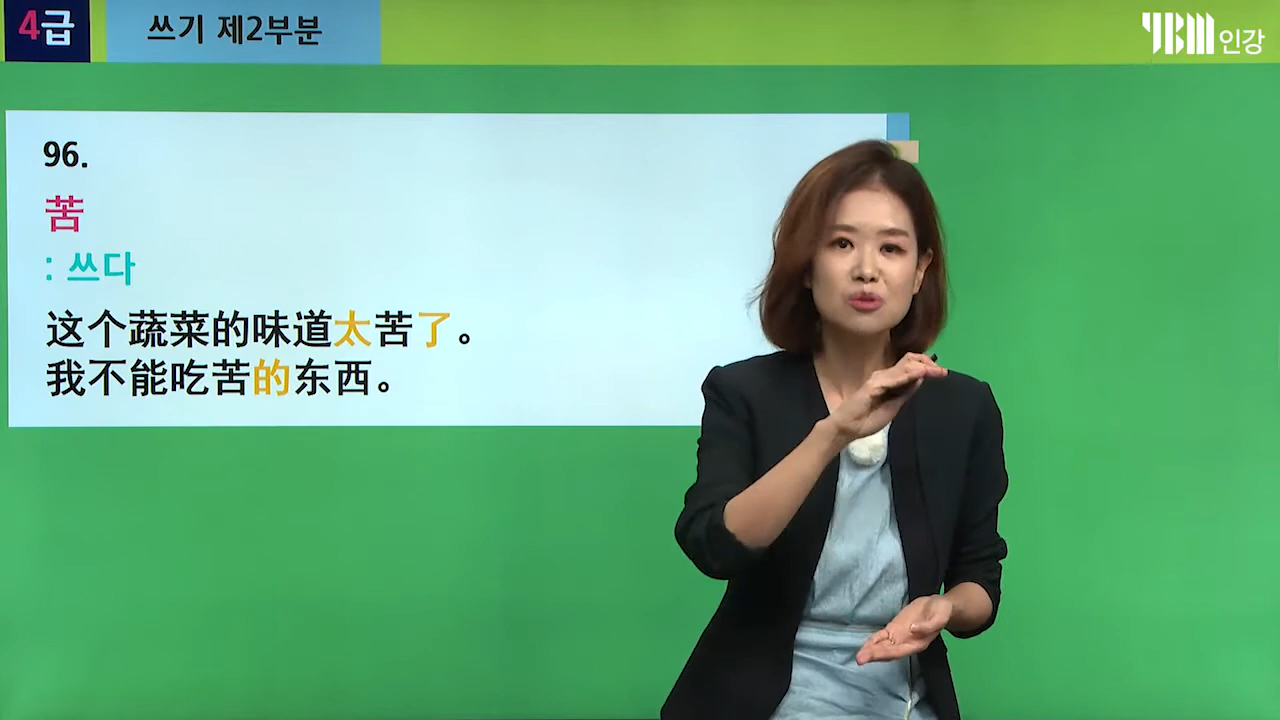 4급
쓰기 제2부분
YBM 인강
96.
苦
: 쓰다
这个蔬菜的味道太苦了。
我不能吃苦的东西。